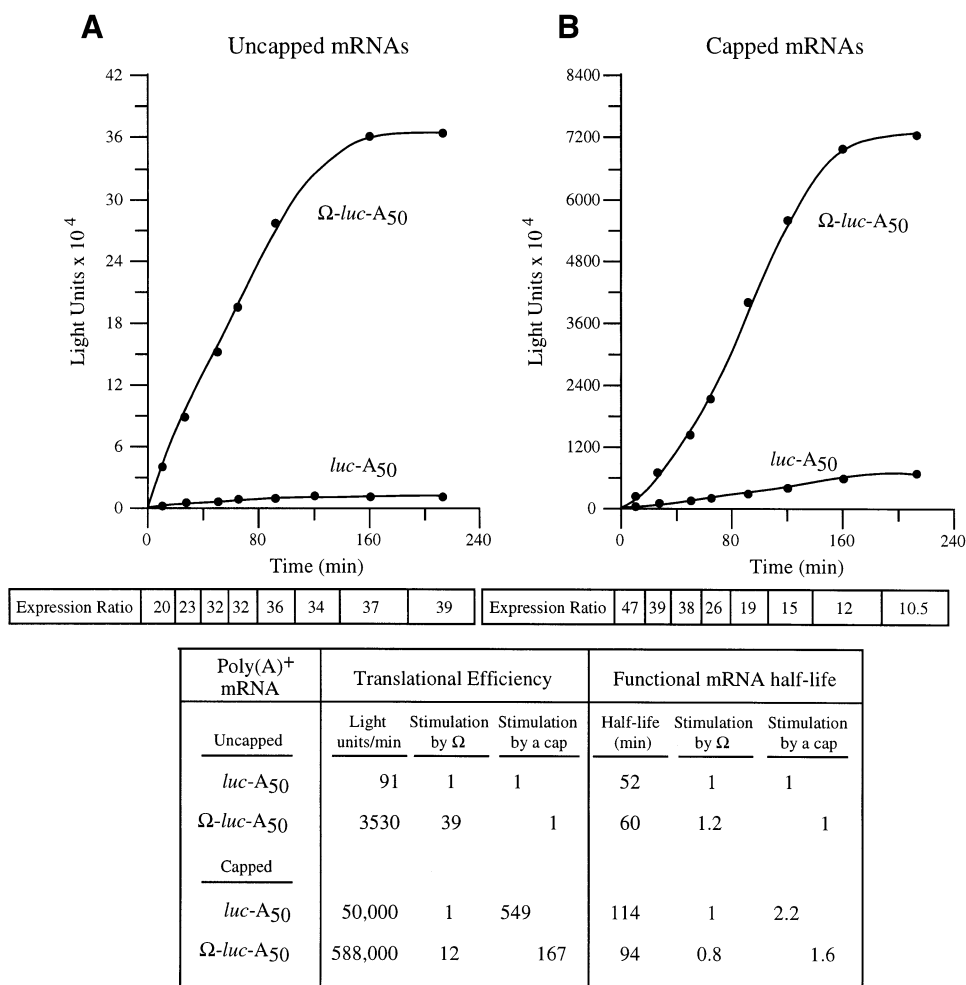 A
Uncapped mRNAs
42
36
30
24
18
12
6
0
Light Units x 10⁴
Ω-luc-A50
luc-A50
0 80 160 240
Time (min)
Expression Ratio 20 23 32 32 36 34 37 39
B
Capped mRNAs
8400
7200
6000
4800
3600
2400
1200
0
Light Units x 10⁴
Ω-luc-A50
luc-A50
0 80 160 240
Time (min)
Expression Ratio 47 39 38 26 19 15 12 10.5
Poly(A)+ mRNA Translational Efficiency Functional mRNA half-life
Uncapped Light units/min Stimulation by Ω Stimulation by a cap Half-life (min) Stimulation by Ω Stimulation by a cap
luc-A50 91 1 1 52 1 1
Ω-luc-A50 3530 39 1 60 1.2 1
Capped
luc-A50 50,000 1 549 114 1 2.2
Ω-luc-A50 588,000 12 167 94 0.8 1.6